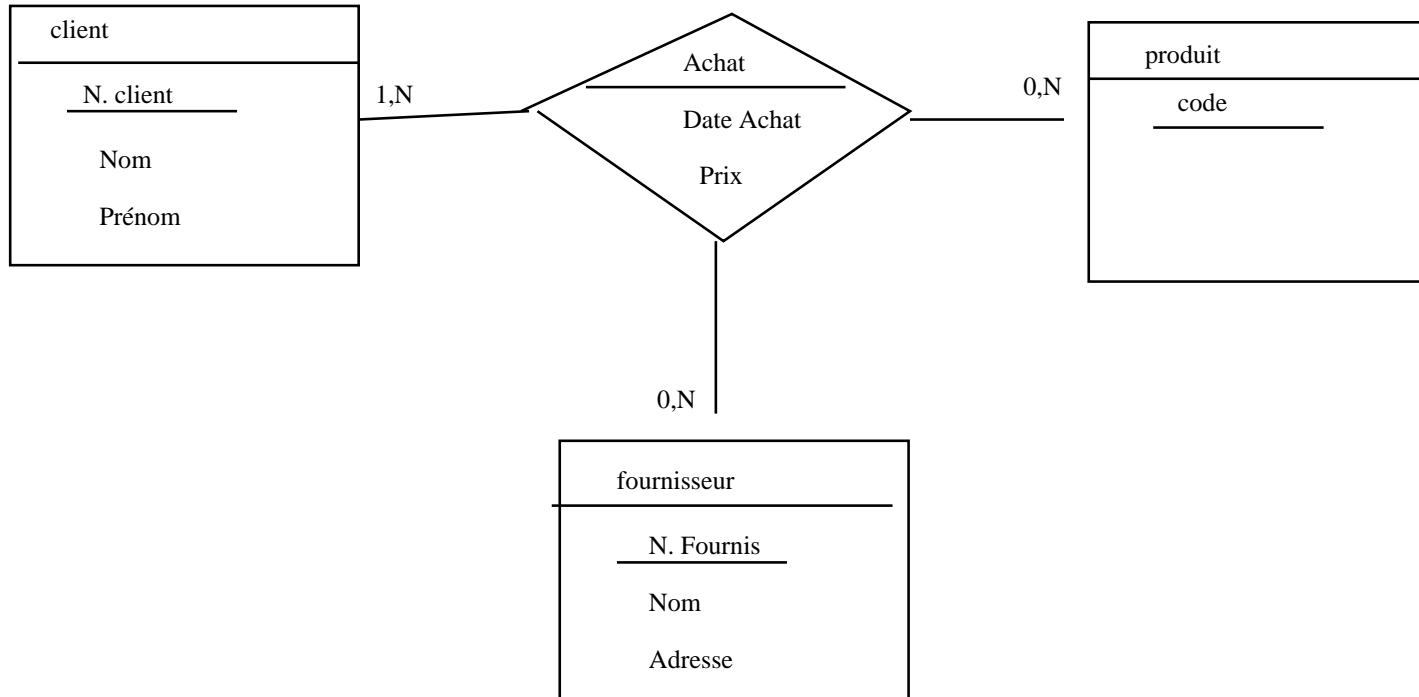 client
N. client
Nom
Prénom
1,N
Achat
Date Achat
Prix
0,N
produit
code
0,N
fournisseur
N. Fournis
Nom
Adresse